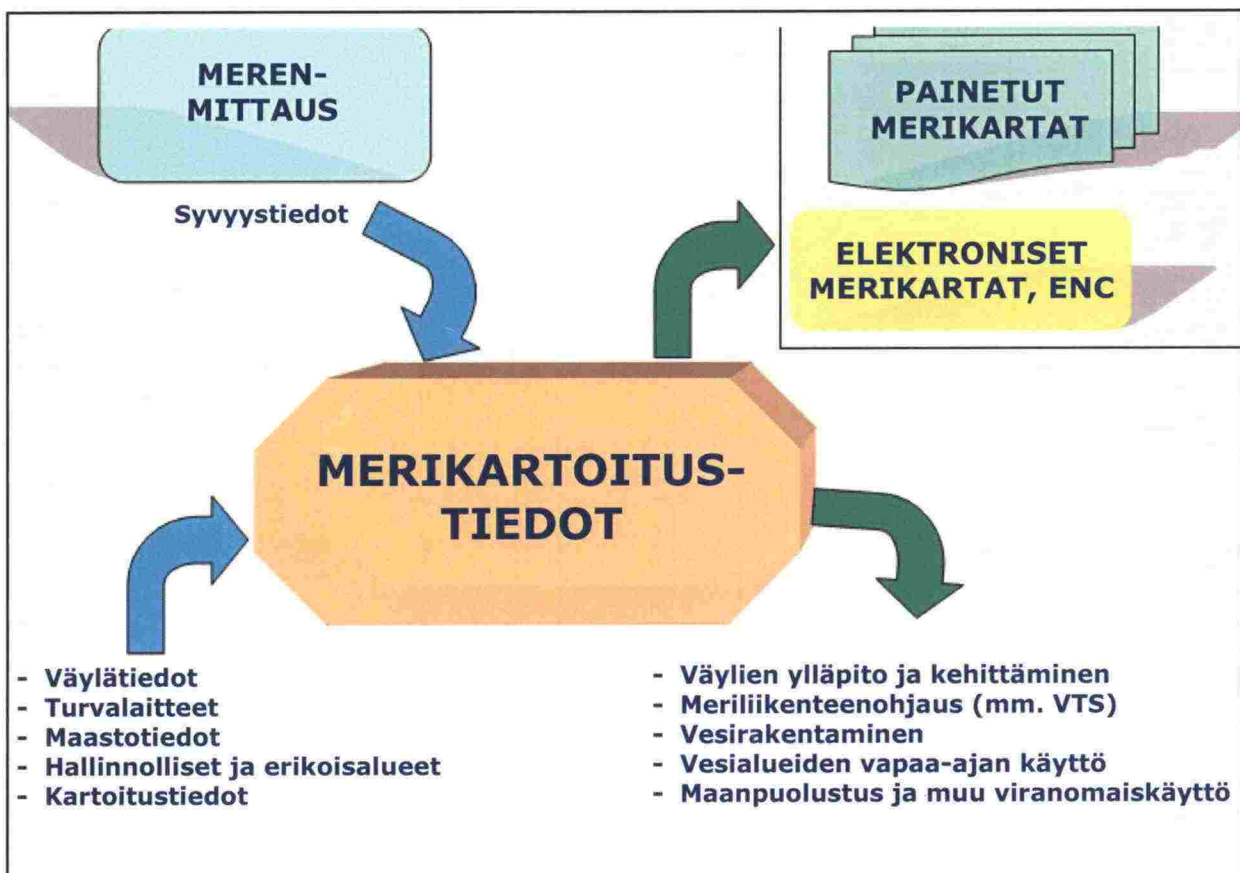 MEREN-
MITTAUS
Syvyystiedot
PAINETUT
MERIKARTAT
ELEKTRONISET
MERIKARTAT, ENC
MERIKARTOITUS-
TIEDOT
- Väylätiedot
- Turvalaitteet
- Maastotiedot
- Hallinnolliset ja erikoisalueet
- Kartoitustiedot
- Väylien ylläpito ja kehittäminen
- Meriliikenteenohjaus (mm. VTS)
- Vesirakentaminen
- Vesialueiden vapaa-ajan käyttö
- Maanpuolustus ja muu viranomaiskäyttö